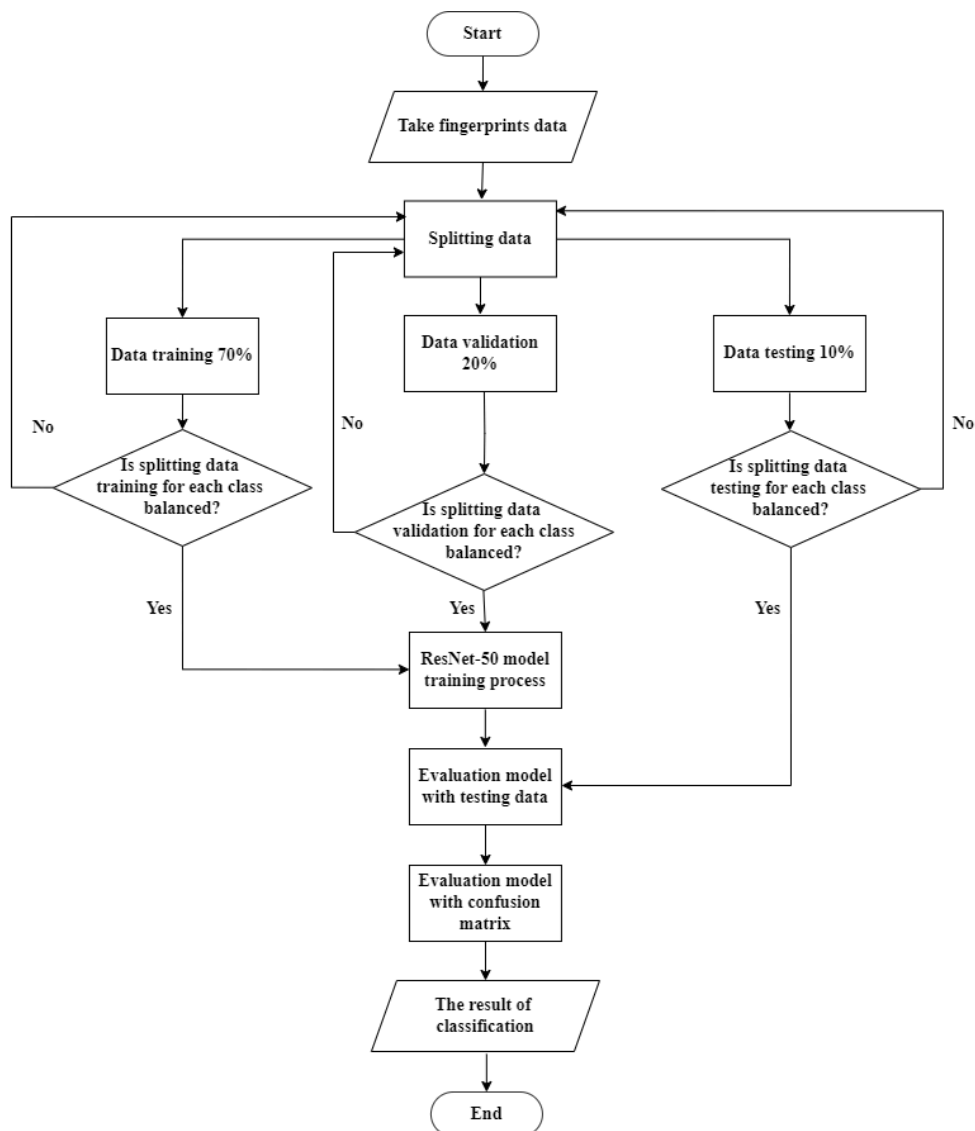 Start
Take fingerprints data
Splitting data
Data training 70%
Data validation
20%
Data testing 10%
No
No
No
Is splitting data
training for each class
balanced?
Is splitting data
validation for each class
balanced?
Is splitting data
testing for each class
balanced?
Yes
Yes
Yes
ResNet-50 model
training process
Evaluation model
with testing data
Evaluation model
with confusion
matrix
The result of
classification
End